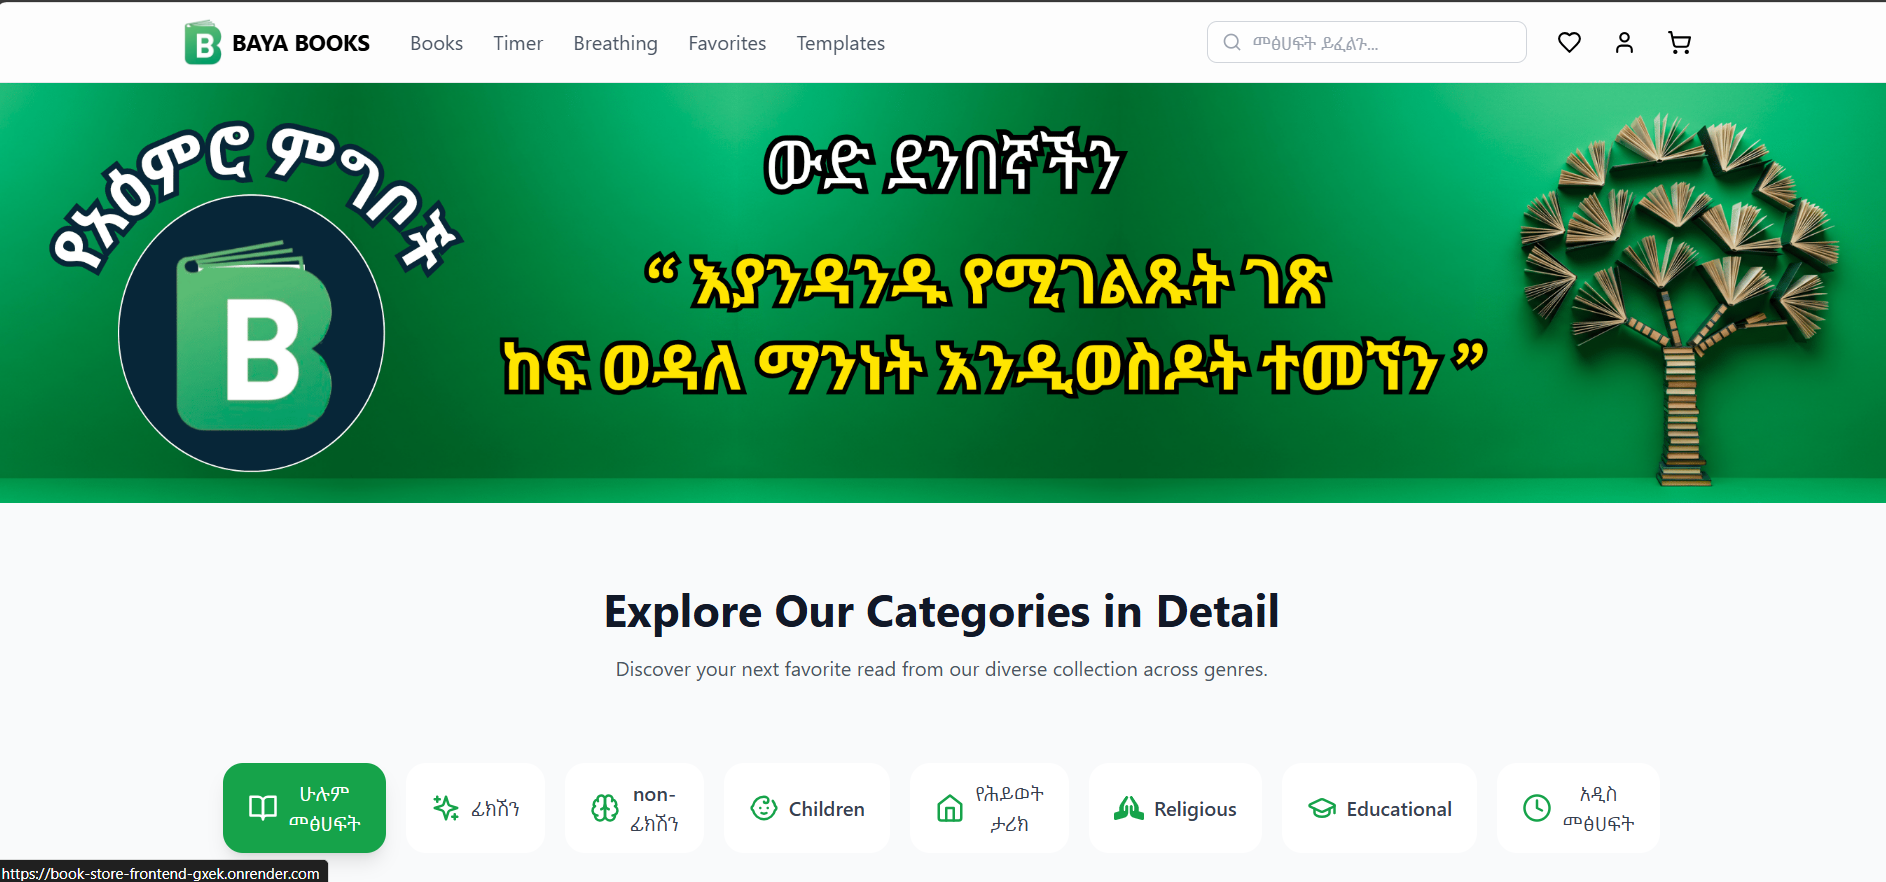 BAYA BOOKS
Books
Timer
Breathing
Favorites
Templates
መፅሀፍት ይፈልጉ...
የአዕምሮ ምግቦች
B
ውድ ደንበኛችን
“ እያንዳንዱ የሚገልጹት ገጽ
ከፍ ወዳለ ማንነት እንዲወስዶት ተመኘን ”
Explore Our Categories in Detail
Discover your next favorite read from our diverse collection across genres.
ሁሉም
መፅሀፍት
ፊክሽን
non-
ፊክሽን
Children
የሕይወት
ታሪክ
Religious
Educational
አዲስ
መፅሀፍት
https://book-store-frontend-gxek.onrender.com